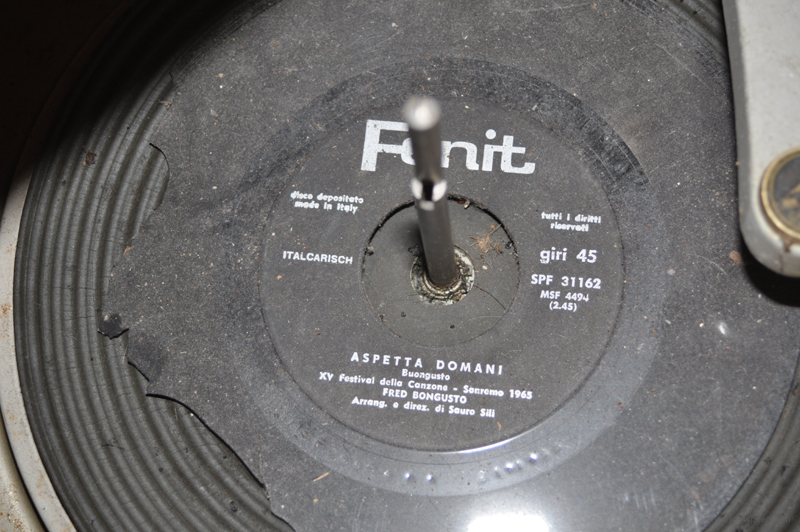 Fonit
disco depositato
made in Italy
tutti i diritti
riservati
ITALCARISCH
giri 45
SPF 31162
MSF 4494
(2.45)
ASPETTA DOMANI
Buongusto
XV Festival della Canzone - Sanremo 1965
FRED BONGUSTO
Arrang. e direz. di Sauro Sili